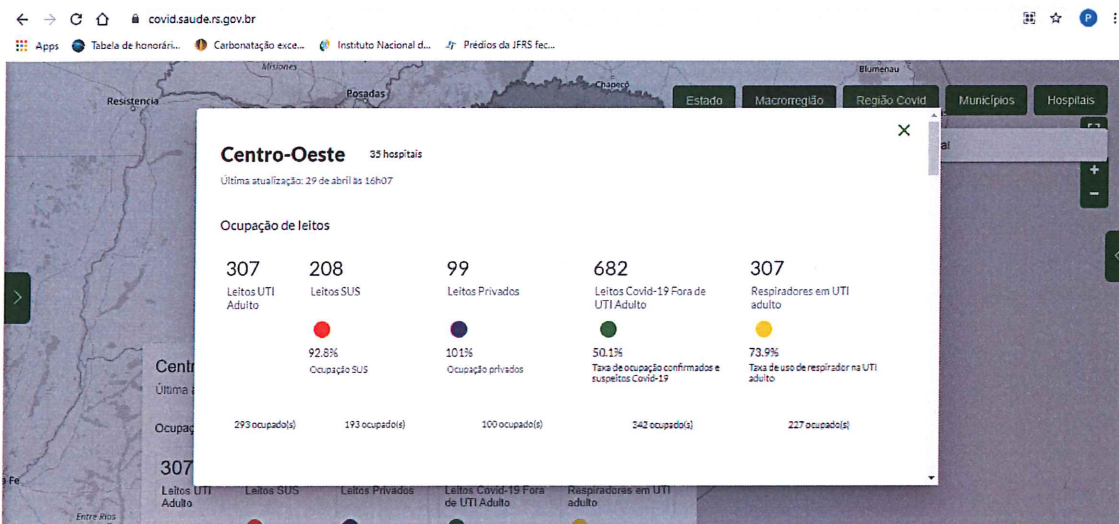 covid.saude.rs.gov.br
Apps Tabela de honorári... Carbonatação exce... Instituto Nacional d... Prédios da JFRS fec...
Misiones
Blumenau
Chapecó
Posadas
Resistencia
Estado Macrorregião Região Covid Municípios Hospitais
al
Centro-Oeste 35 hospitais
Última atualização: 29 de abril às 16h07
Ocupação de leitos
307 208 99 682 307
Leitos UTI Adulto
Leitos SUS
Leitos Privados
Leitos Covid-19 Fora de
UTI Adulto
Respiradores em UTI
adulto
92.8% 101% 50.1% 73.9%
Ocupação SUS
Ocupação privados
Taxa de ocupação confirmados e
suspeitos Covid-19
Taxa de uso de respirador na UTI
adulto
293 ocupado(s) 193 ocupado(s) 100 ocupado(s) 342 ocupado(s) 227 ocupado(s)
Centr
Última a
Ocupaç
307
Leitos UTI
Adulto
Leitos SUS
Leitos Privados
Leitos Covid-19 Fora
de UTI Adulto
Respiradores em UTI
adulto
a Fe
Entre Rios